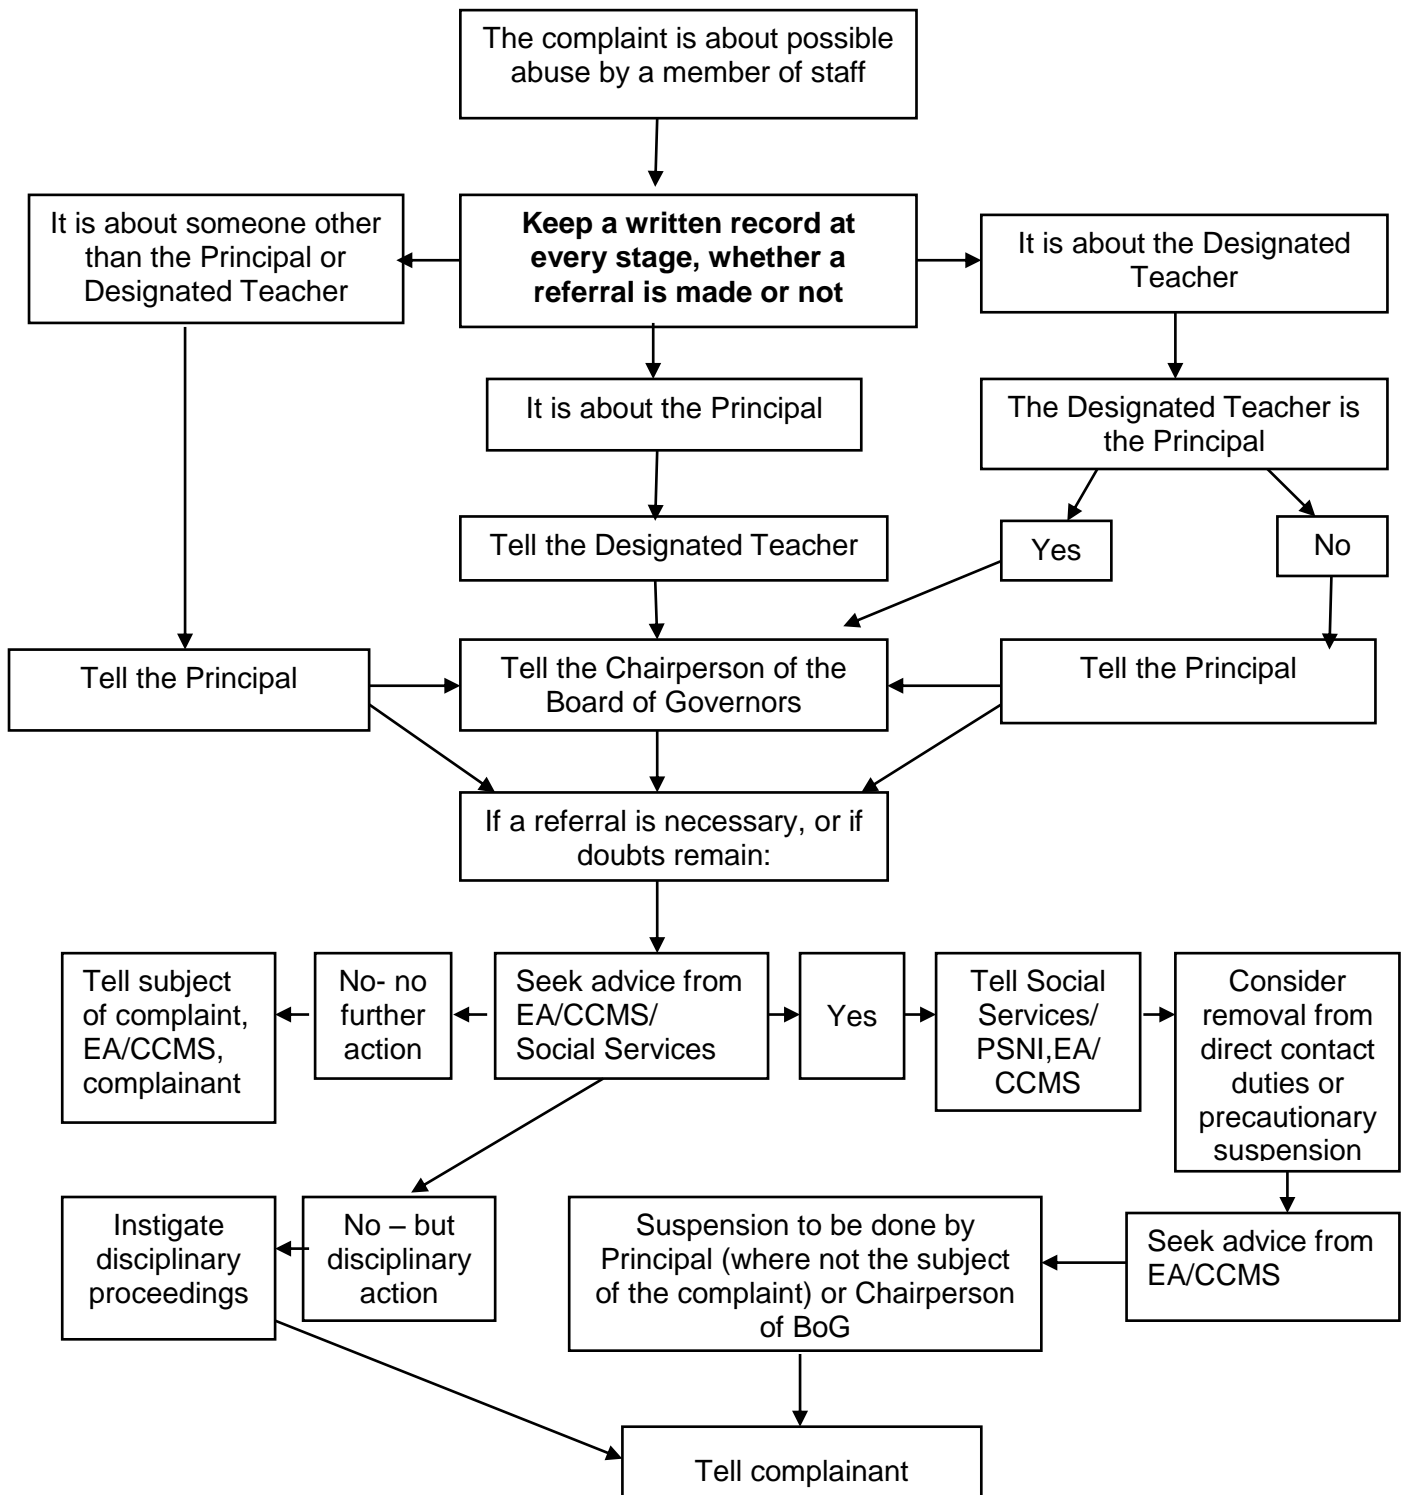 The complaint is about possible
abuse by a member of staff
It is about someone other
than the Principal or
Designated Teacher
Keep a written record at
every stage, whether a
referral is made or not
It is about the Designated
Teacher
It is about the Principal
The Designated Teacher is
the Principal
Tell the Designated Teacher
Yes
No
Tell the Principal
Tell the Chairperson of the
Board of Governors
Tell the Principal
If a referral is necessary, or if
doubts remain:
Tell subject
of complaint,
EA/CCMS,
complainant
No- no
further
action
Seek advice from
EA/CCMS/
Social Services
Yes
Tell Social
Services/
PSNI,EA/
CCMS
Consider
removal from
direct contact
duties or
precautionary
suspension
Instigate
disciplinary
proceedings
No – but
disciplinary
action
Suspension to be done by
Principal (where not the subject
of the complaint) or Chairperson
of BoG
Seek advice from
EA/CCMS
Tell complainant